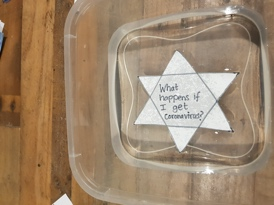 What
happens if
I get
coronavirus?